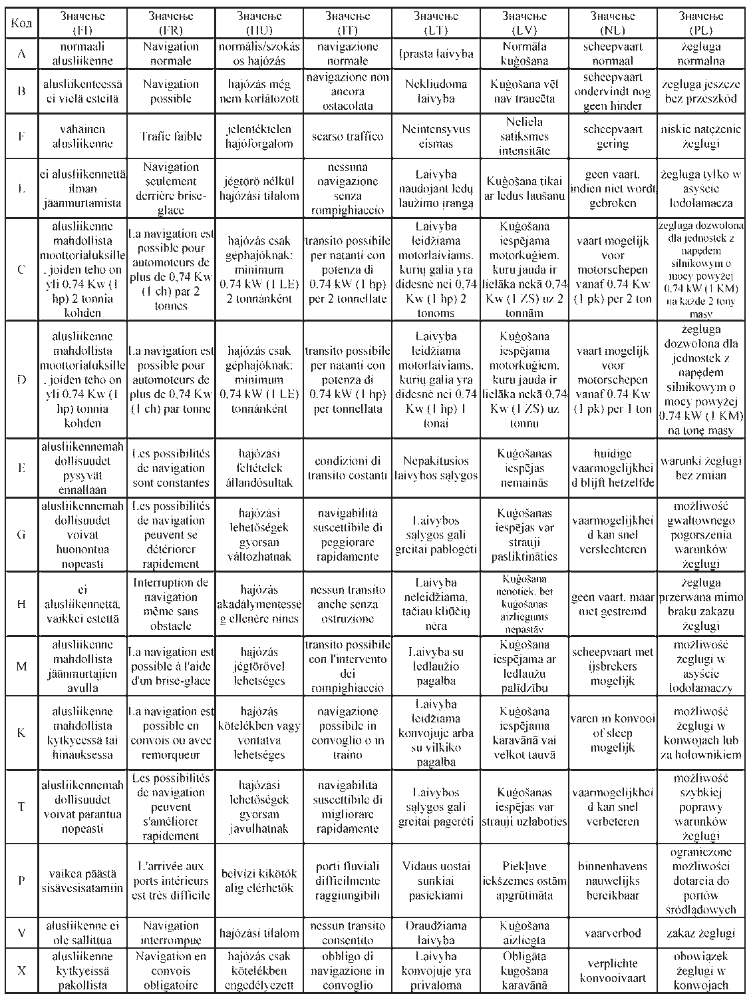 Код
Значење
(FI)
Значење
(FR)
Значење
(HU)
Значење
(IT)
Значење
(LT)
Значење
(LV)
Значење
(NL)
Значење
(PL)
A
normaali
alusliikenne
Navigation
normale
normális/szokás
os hajózás
navigazione
normale
Įprasta laivyba
Normāla
kuģošana
scheepvaart
normaal
żegluga
normalna
B
alusliikenteessä
ei vielä esteitä
Navigation
possible
hajózás még
nem korlátozott
navigazione non
ancora
ostacolata
Nekliudoma
laivyba
Kuģošana vēl
nav traucēta
scheepvaart
ondervindt nog
geen hinder
żegluga jeszcze
bez przeszkód
F
vähäinen
alusliikenne
Trafic faible
jelentéktelen
hajóforgalom
scarso traffico
Neintensyvus
eismas
Neliela
satiksmes
intensitāte
scheepvaart
gering
niskie natężenie
żeglugi
L
ei alusliikennettä,
ilman
jäänmurtamista
Navigation
seulement
derrière brise-
glace
jégtörő nélkül
hajózási tilalom
nessuna
navigazione
senza
rompighiaccio
Laivyba
naudojant ledų
laužimo įrangą
Kuģošana tikai
ar ledus laušanu
geen vaart,
indien niet wordt
gebroken
żegluga tylko w
asyście
lodołamacza
C
alusliikenne
mahdollista
moottorialuksille
, joiden teho on
yli 0.74 Kw (1
hp) 2 tonnia
kohden
La navigation est
possible pour
automoteurs de
plus de 0,74 Kw
(1 ch) par 2
tonnes
hajózás csak
géphajóknak:
minimum
0.74 kW (1 LE)
2 tonnánként
transito possibile
per natanti con
potenza di
0.74 kW (1 hp)
per 2 tonnellate
Laivyba
leidžiama
motorlaiviams,
kurių galia yra
didesnė nei 0,74
Kw (1 hp) 2
tonoms
Kuģošana
iespējama
motorkuģiem,
kuru jauda ir
lielāka nekā 0,74
Kw (1 ZS) uz 2
tonnām
vaart mogelijk
voor
motorschepen
vanaf 0.74 Kw
(1 pk) per 2 ton
żegluga dozwolona
dla jednostek z
napędem
silnikowym o
mocy powyżej
0,74 kW (1 KM)
na każde 2 tony
masy
D
alusliikenne
mahdollista
moottorialuksille
, joiden teho on
yli 0.74 Kw (1
hp) tonnia
kohden
La navigation est
possible pour
automoteurs de
plus de 0,74 Kw
(1 ch) par tonne
hajózás csak
géphajóknak:
minimum
0,74 kW (1 LE)
tonnánként
transito possibile
per natanti con
potenza di
0.74 kW (1 hp)
per tonnellata
Laivyba
leidžiama
motorlaiviams,
kurių galia yra
didesnė nei 0.74
Kw (1 hp) 1
tonai
Kuģošana
iespējama
motorkuģiem,
kuru jauda ir
lielāka nekā 0,74
Kw (1 ZS) uz
tonnu
vaart mogelijk
voor
motorschepen
vanaf 0.74 Kw
(1 pk) per 1 ton
żegluga
dozwolona dla
jednostek z
napędem
silnikowym o
mocy powyżej
0,74 kW (1 KM)
na tonę masy
E
alusliikennemah
dollisuudet
pysyvät
ennallaan
Les possibilités
de navigation
sont constantes
hajózási
feltételek
állandósultak
condizioni di
transito costanti
Nepakitusios
laivybos sąlygos
Kuģošanas
iespējas
nemainās
huidige
vaarmogelijkhei
d blijft hetzelfde
warunki żeglugi
bez zmian
G
alusliikennemah
dollisuudet
voivat
huonontua
nopeasti
Les possibilités
de navigation
peuvent se
détériorer
rapidement
hajózási
lehetőségek
gyorsan
változhatnak
navigabilità
suscettibile di
peggiorare
rapidamente
Laivybos
sąlygos gali
greitai pablogėti
Kuģošanas
iespējas var
strauji
pasliktināties
vaarmogelijkhei
d kan snel
verslechteren
możliwość
gwałtownego
pogorszenia
warunków
żeglugi
H
ei
alusliikennettä,
vaikkei estettä
Interruption de
navigation
même sans
obstacle
hajózás
akadálymentessé
g ellenére nincs
nessun transito
anche senza
ostruzione
Laivyba
neleidžiama,
tačiau kliūčių
nėra
Kuģošana
nenotiek, bet
kuģošanas
aizliegums
nepastāv
geen vaart, maar
niet gestremd
żegluga
przerwana mimo
braku zakazu
żeglugi
M
alusliikenne
mahdollista
jäänmurtajien
avulla
La navigation est
possible à l'aide
d'un brise-glace
hajózás
jégtörővel
lehetséges
transito possibile
con l'intervento
dei
rompighiaccio
Laivyba su
ledlaužio
pagalba
Kuģošana
iespējama ar
ledlaužu
palīdzību
scheepvaart met
ijsbrekers
mogelijk
możliwość
żeglugi w
asyście
lodołamaczy
K
alusliikenne
mahdollista
kytkyeessä tai
hinauksessa
La navigation est
possible en
convois ou avec
remorqueur
hajózás
kötelékben vagy
vontatva
lehetséges
navigazione
possibile in
convoglio o in
traino
Laivyba
leidžiama
konvojuje arba
su vilkiko
pagalba
Kuģošana
iespējama
karavānā vai
velkot tauvā
varen in konvooi
of sleep
mogelijk
możliwość
żeglugi w
konwojach lub
za holownikiem
T
alusliikennemah
dollisuudet
voivat parantua
nopeasti
Les possibilités
de navigation
peuvent
s'améliorer
rapidement
hajózási
lehetőségek
gyorsan
javulhatnak
navigabilità
suscettibile di
migliorare
rapidamente
Laivybos
sąlygos gali
greitai pagerėti
Kuģošanas
iespējas var
strauji uzlaboties
vaarmogelijkhei
d kan snel
verbeteren
możliwość
szybkiej
poprawy
warunków
żeglugi
P
vaikea päästä
sisävesisatamiin
L'arrivée aux
ports intérieurs
est très difficile
belvízi kikötők
alig elérhetők
porti fluviali
difficilmente
raggiungibili
Vidaus uostai
sunkiai
pasiekiami
Piekļuve
iekšzemes ostām
apgrūtināta
binnenhavens
nauwelijks
bereikbaar
ograniczone
możliwości
dotarcia do
portów
śródlądowych
V
alusliikenne ei
ole sallittua
Navigation
interrompue
hajózási tilalom
nessun transito
consentito
Draudžiama
laivyba
Kuģošana
aizliegta
vaarverbod
zakaz żeglugi
X
alusliikenne
kytkyeissä
pakollista
Navigation en
convois
obligatoire
hajózás csak
kötelékben
engedélyezett
obbligo di
navigazione in
convoglio
Laivyba
konvojuje yra
privaloma
Obligāta
kugošana
karavānā
verplichte
konvooivaart
obowiązek
żeglugi w
konwojach